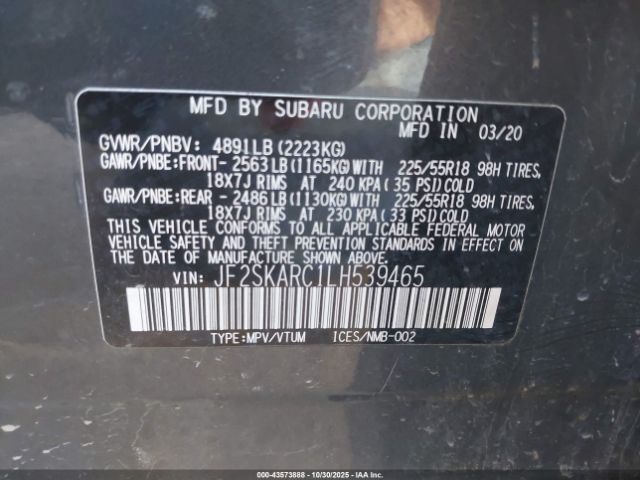 MFD BY SUBARU CORPORATION
MFD IN 03/20
GVWR/PNBV: 4891LB(2223KG)
GAWR/PNBE:FRONT-2563LB(1165KG)WITH 225/55R18 98H TIRES,
18X7J RIMS AT 240 KPA(35 PSI)COLD
GAWR/PNBE:REAR -2486LB(1130KG)WITH 225/55R18 98H TIRES,
18X7J RIMS AT 230 KPA(33 PSI)COLD
THIS VEHICLE CONFORMS TO ALL APPLICABLE FEDERAL MOTOR
VEHICLE SAFETY AND THEFT PREVENTION STANDARDS IN EFFECT ON
THE DATE OF MANUFACTURE SHOWN ABOVE.
VIN: JF2SKARC1LH539465
TYPE:MPV/VTUM ICES/NMB-002
000-43573888 - 10/30/2025 - IAAI.COM